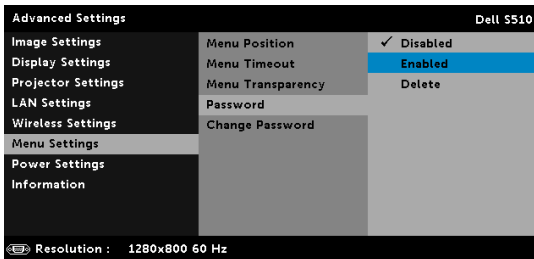 Advanced Settings Dell S510
Image Settings
Display Settings
Projector Settings
LAN Settings
Wireless Settings
Menu Settings
Power Settings
Information
Menu Position
Menu Timeout
Menu Transparency
Password
Change Password
✓ Disabled
Enabled
Delete
Resolution : 1280x800 60 Hz